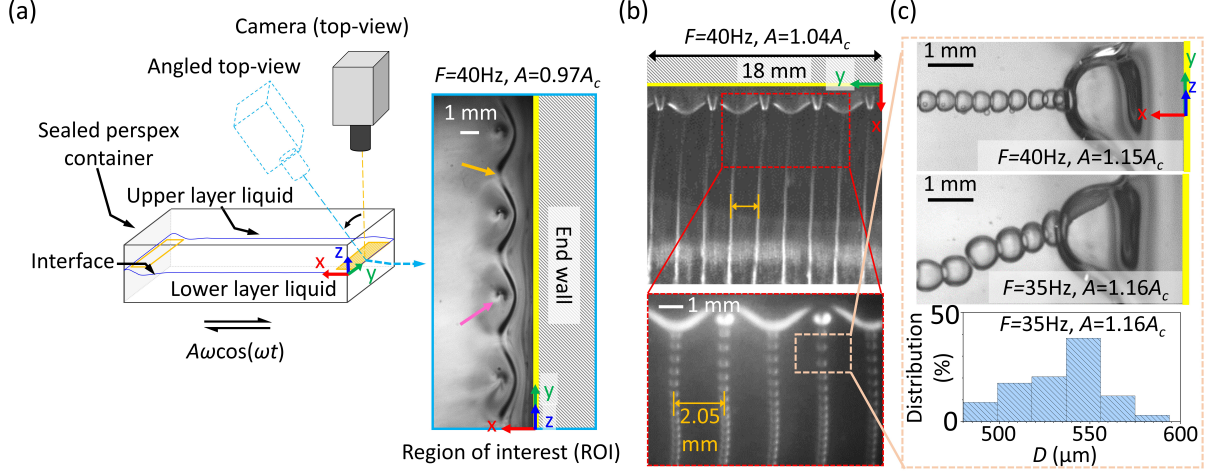 (a)
Camera (top-view)
Angled top-view
Sealed perspex
container
Upper layer liquid
Interface
Lower layer liquid
x
z
y
Aωcos(ωt)
F=40Hz, A=0.97Ac
1 mm
End wall
y
x
z
Region of interest (ROI)
(b)
F=40Hz, A=1.04Ac
18 mm
y
x
1 mm
2.05
mm
(c)
1 mm
y
z
x
F=40Hz, A=1.15Ac
1 mm
F=35Hz, A=1.16Ac
50
F=35Hz, A=1.16Ac
Distribution
(%)
0
500
550
600
D (μm)